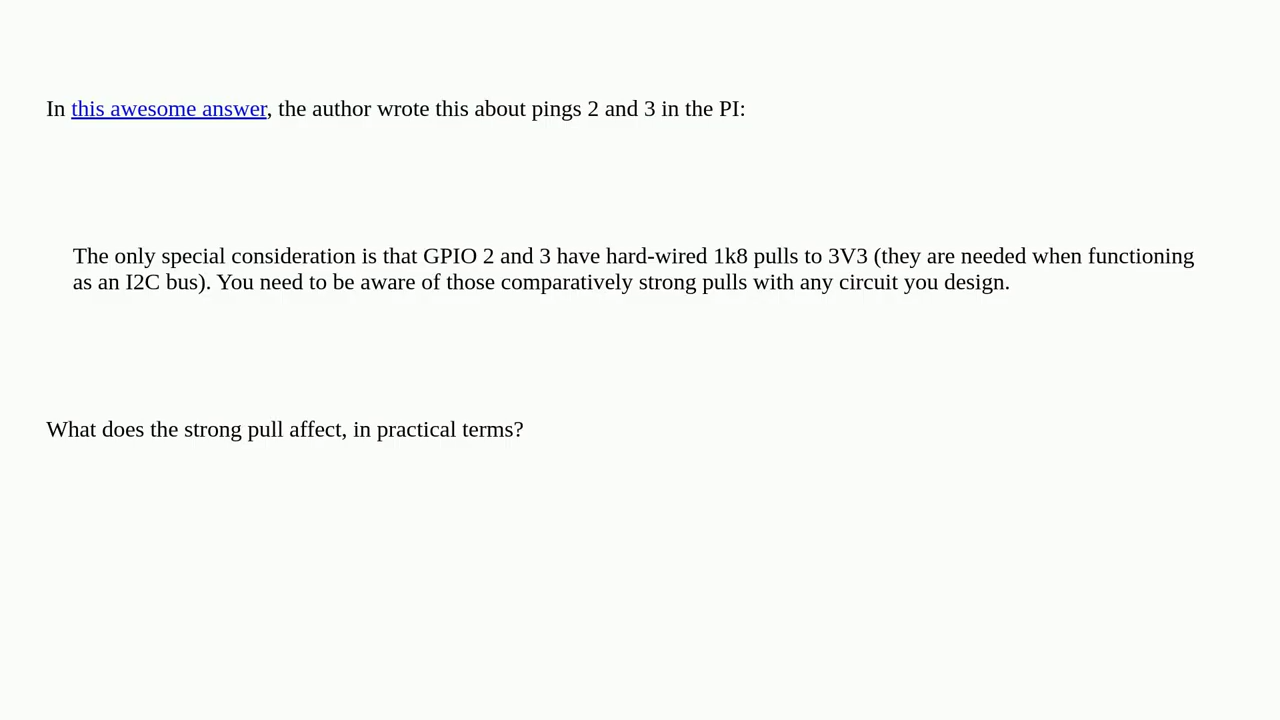 In this awesome answer, the author wrote this about pings 2 and 3 in the PI:
The only special consideration is that GPIO 2 and 3 have hard-wired 1k8 pulls to 3V3 (they are needed when functioning
as an I2C bus). You need to be aware of those comparatively strong pulls with any circuit you design.
What does the strong pull affect, in practical terms?